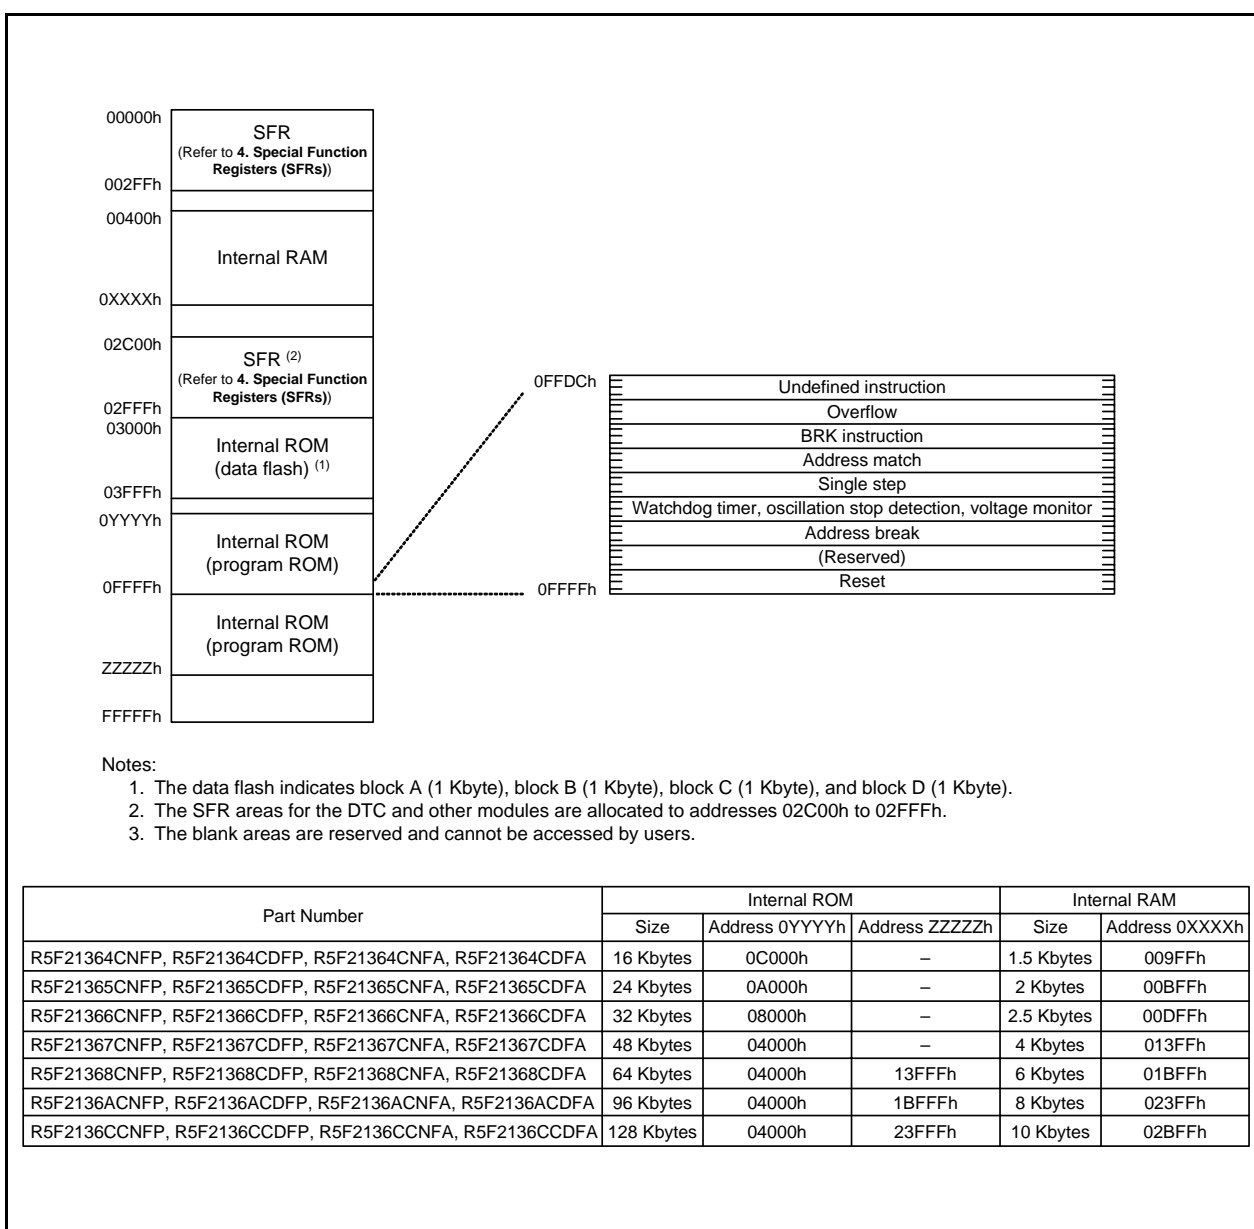 00000h
SFR
(Refer to 4. Special Function
Registers (SFRs))
002FFh
00400h
Internal RAM
0XXXXh
02C00h
SFR (2)
(Refer to 4. Special Function
Registers (SFRs))
02FFFh
03000h
Internal ROM
(data flash) (1)
03FFFh
0YYYYh
Internal ROM
(program ROM)
0FFFFh
Internal ROM
(program ROM)
ZZZZZh
FFFFFh
0FFDCh
Undefined instruction
Overflow
BRK instruction
Address match
Single step
Watchdog timer, oscillation stop detection, voltage monitor
Address break
(Reserved)
0FFFFh
Reset
Notes:
1. The data flash indicates block A (1 Kbyte), block B (1 Kbyte), block C (1 Kbyte), and block D (1 Kbyte).
2. The SFR areas for the DTC and other modules are allocated to addresses 02C00h to 02FFFh.
3. The blank areas are reserved and cannot be accessed by users.
Part Number Internal ROM Internal RAM
Size Address 0YYYYh Address ZZZZZh Size Address 0XXXXh
R5F21364CNFP, R5F21364CDFP, R5F21364CNFA, R5F21364CDFA 16 Kbytes 0C000h – 1.5 Kbytes 009FFh
R5F21365CNFP, R5F21365CDFP, R5F21365CNFA, R5F21365CDFA 24 Kbytes 0A000h – 2 Kbytes 00BFFh
R5F21366CNFP, R5F21366CDFP, R5F21366CNFA, R5F21366CDFA 32 Kbytes 08000h – 2.5 Kbytes 00DFFh
R5F21367CNFP, R5F21367CDFP, R5F21367CNFA, R5F21367CDFA 48 Kbytes 04000h – 4 Kbytes 013FFh
R5F21368CNFP, R5F21368CDFP, R5F21368CNFA, R5F21368CDFA 64 Kbytes 04000h 13FFFh 6 Kbytes 01BFFh
R5F2136ACNFP, R5F2136ACDFP, R5F2136ACNFA, R5F2136ACDFA 96 Kbytes 04000h 1BFFFh 8 Kbytes 023FFh
R5F2136CCNFP, R5F2136CCDFP, R5F2136CCNFA, R5F2136CCDFA 128 Kbytes 04000h 23FFFh 10 Kbytes 02BFFh